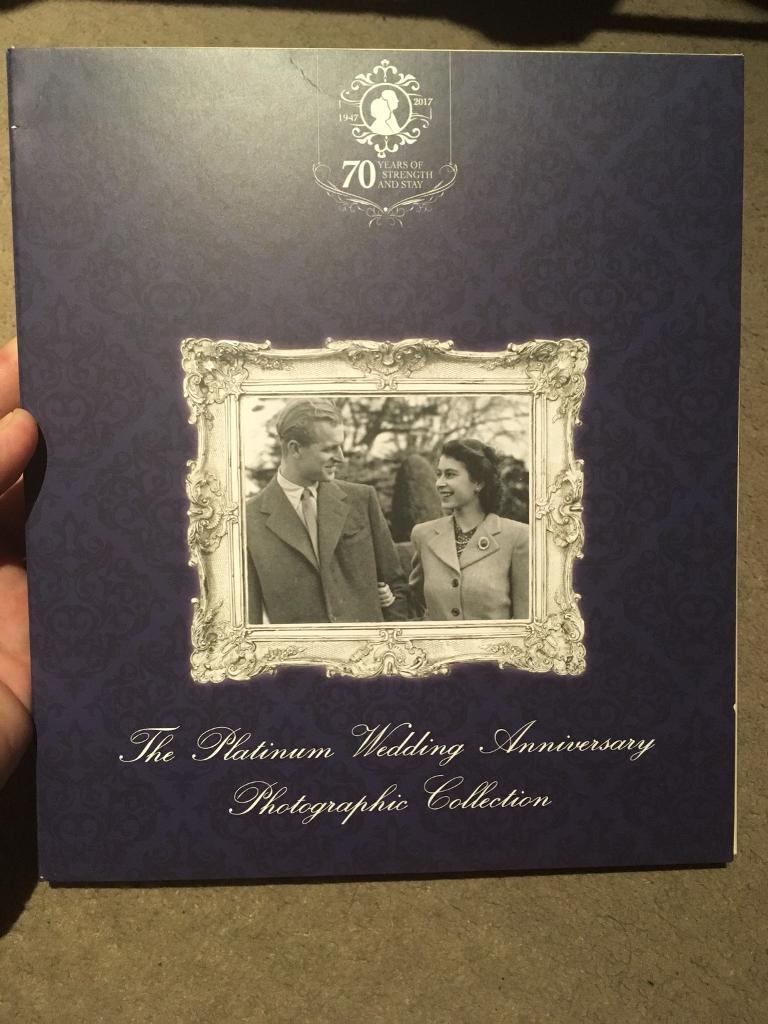 1947 2017
70 YEARS OF
STRENGTH
AND STAY
The Platinum Wedding Anniversary
Photographic Collection